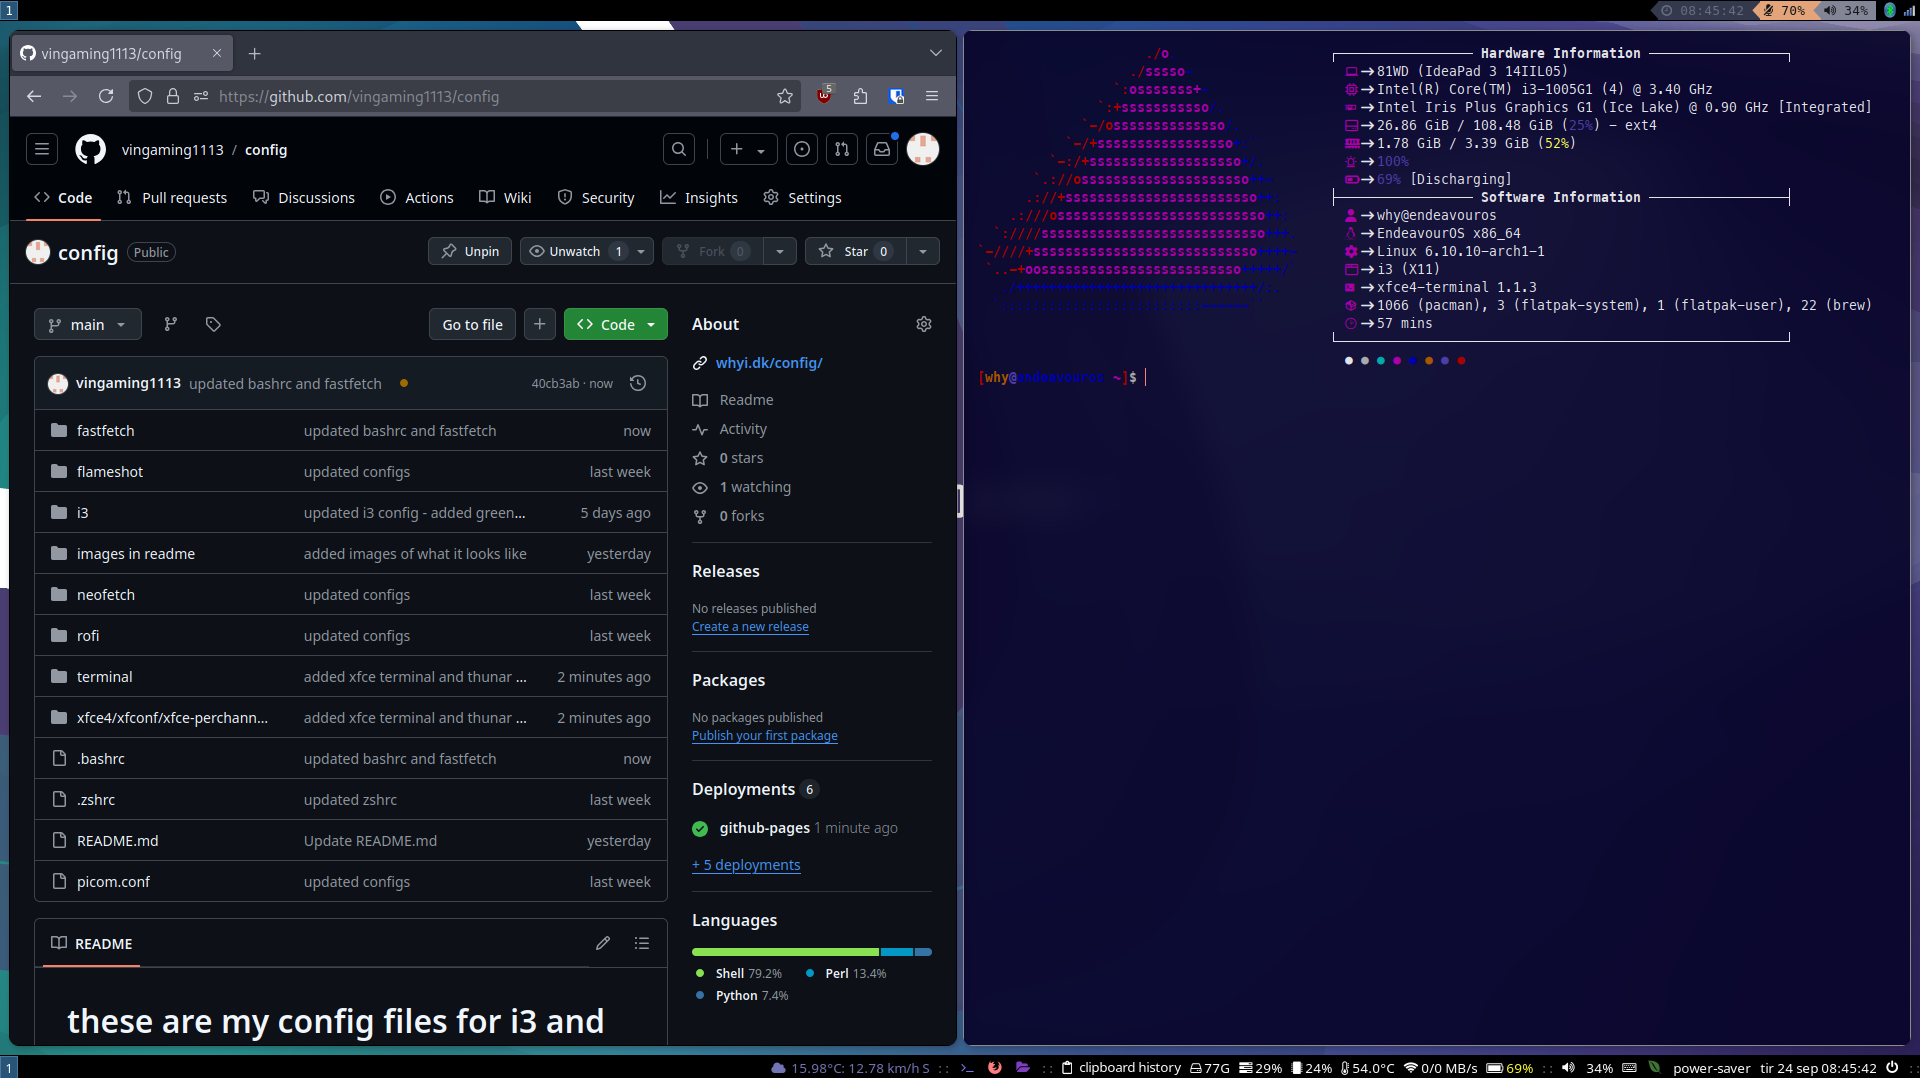 1
08:45:42
70%
34%
vingaming1113/config
https://github.com/vingaming1113/config
5
vingaming1113 / config
Code
Pull requests
Discussions
Actions
Wiki
Security
Insights
Settings
config
Public
Unpin
Unwatch 1
Fork 0
Star 0
main
Go to file
Code
vingaming1113 updated bashrc and fastfetch
40cb3ab · now
fastfetch updated bashrc and fastfetch now
flameshot updated configs last week
i3 updated i3 config - added green... 5 days ago
images in readme added images of what it looks like yesterday
neofetch updated configs last week
rofi updated configs last week
terminal added xfce terminal and thunar ... 2 minutes ago
xfce4/xfconf/xfce-perchann... added xfce terminal and thunar ... 2 minutes ago
.bashrc updated bashrc and fastfetch now
.zshrc updated zshrc last week
README.md Update README.md yesterday
picom.conf updated configs last week
README
these are my config files for i3 and
About
whyi.dk/config/
Readme
Activity
0 stars
1 watching
0 forks
Releases
No releases published
Create a new release
Packages
No packages published
Publish your first package
Deployments 6
github-pages 1 minute ago
+ 5 deployments
Languages
Shell 79.2% Perl 13.4%
Python 7.4%
Hardware Information
81WD (IdeaPad 3 14IIL05)
Intel(R) Core(TM) i3-1005G1 (4) @ 3.40 GHz
Intel Iris Plus Graphics G1 (Ice Lake) @ 0.90 GHz [Integrated]
26.86 GiB / 108.48 GiB (25%) - ext4
1.78 GiB / 3.39 GiB (52%)
100%
69% [Discharging]
Software Information
why@endeavouros
EndeavourOS x86_64
Linux 6.10.10-arch1-1
i3 (X11)
xfce4-terminal 1.1.3
1066 (pacman), 3 (flatpak-system), 1 (flatpak-user), 22 (brew)
57 mins
[why@endeavouros ~]$
1
15.98°C: 12.78 km/h S :: :: clipboard history 77G 29% 24% 54.0°C 0/0 MB/s 69% :: 34% power-saver tir 24 sep 08:45:42